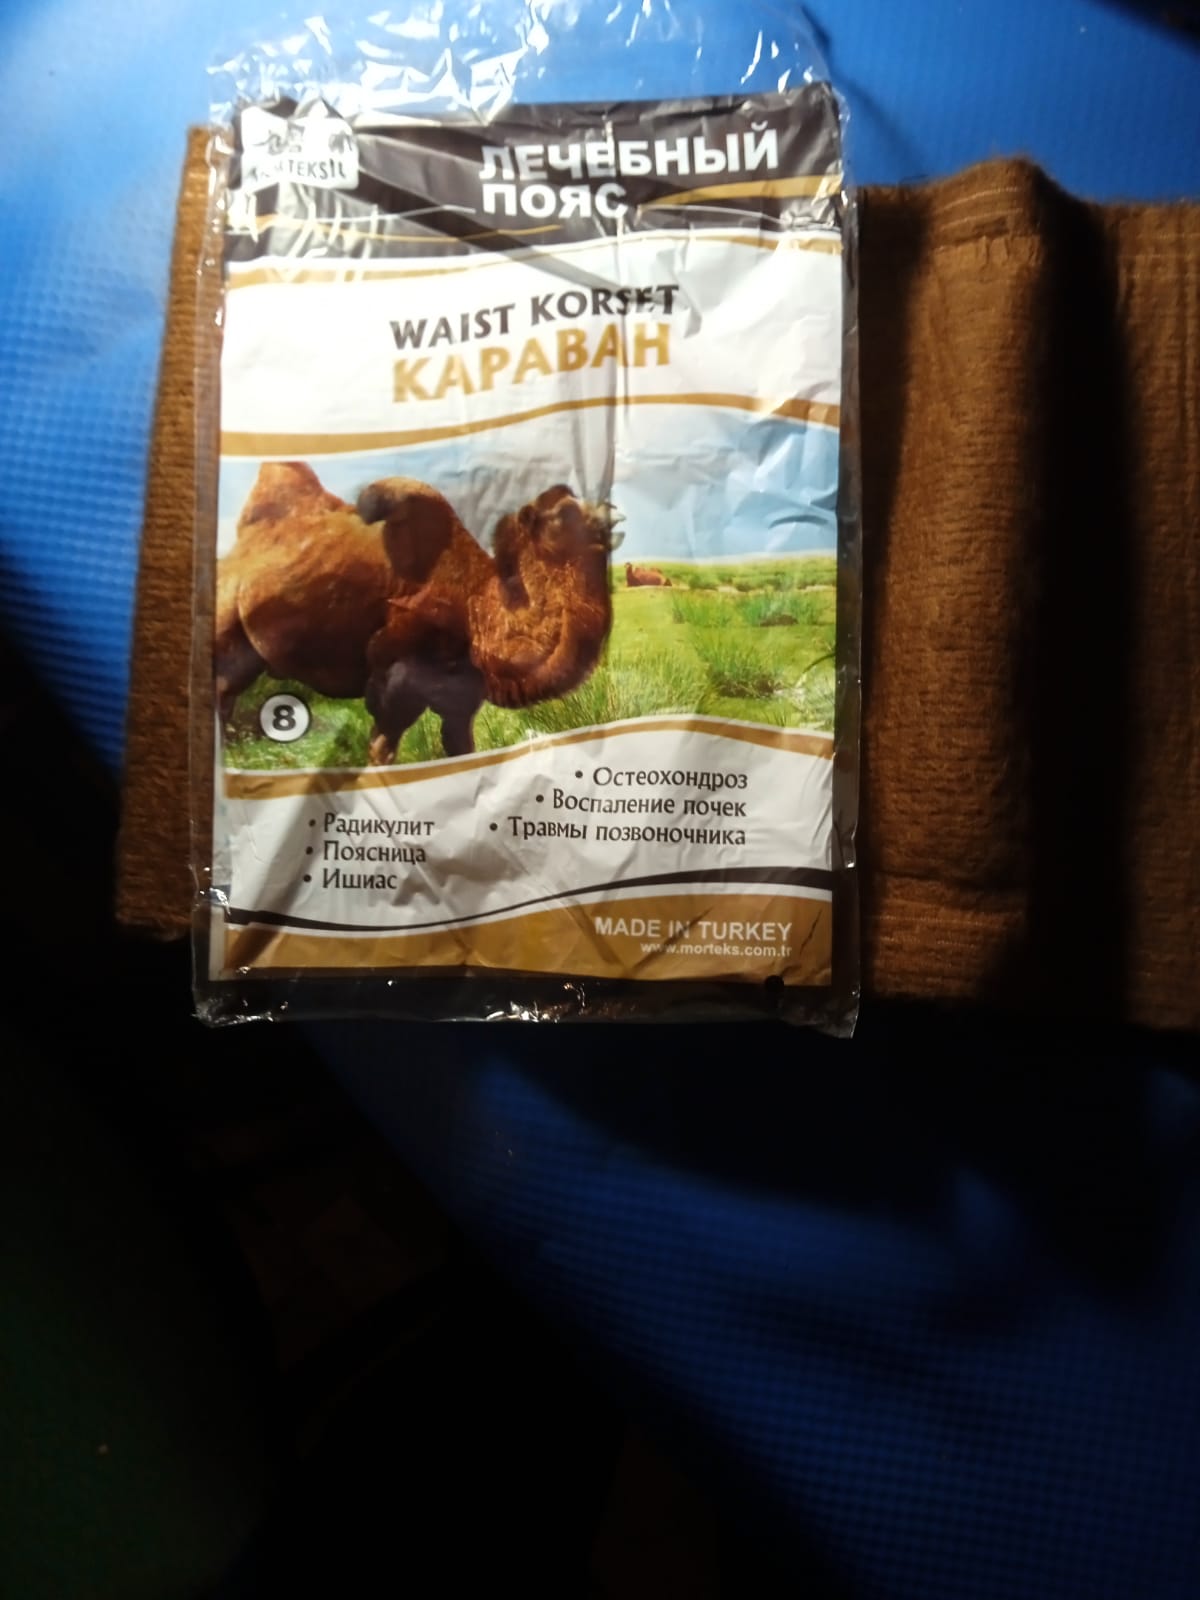 ЛЕЧЕБНЫЙ
ПОЯС
WAIST KORSET
КАРАВАН
8
• Остеохондроз
• Воспаление почек
• Травмы позвоночника
• Радикулит
• Поясница
• Ишиас
MADE IN TURKEY
www.morteks.com.tr